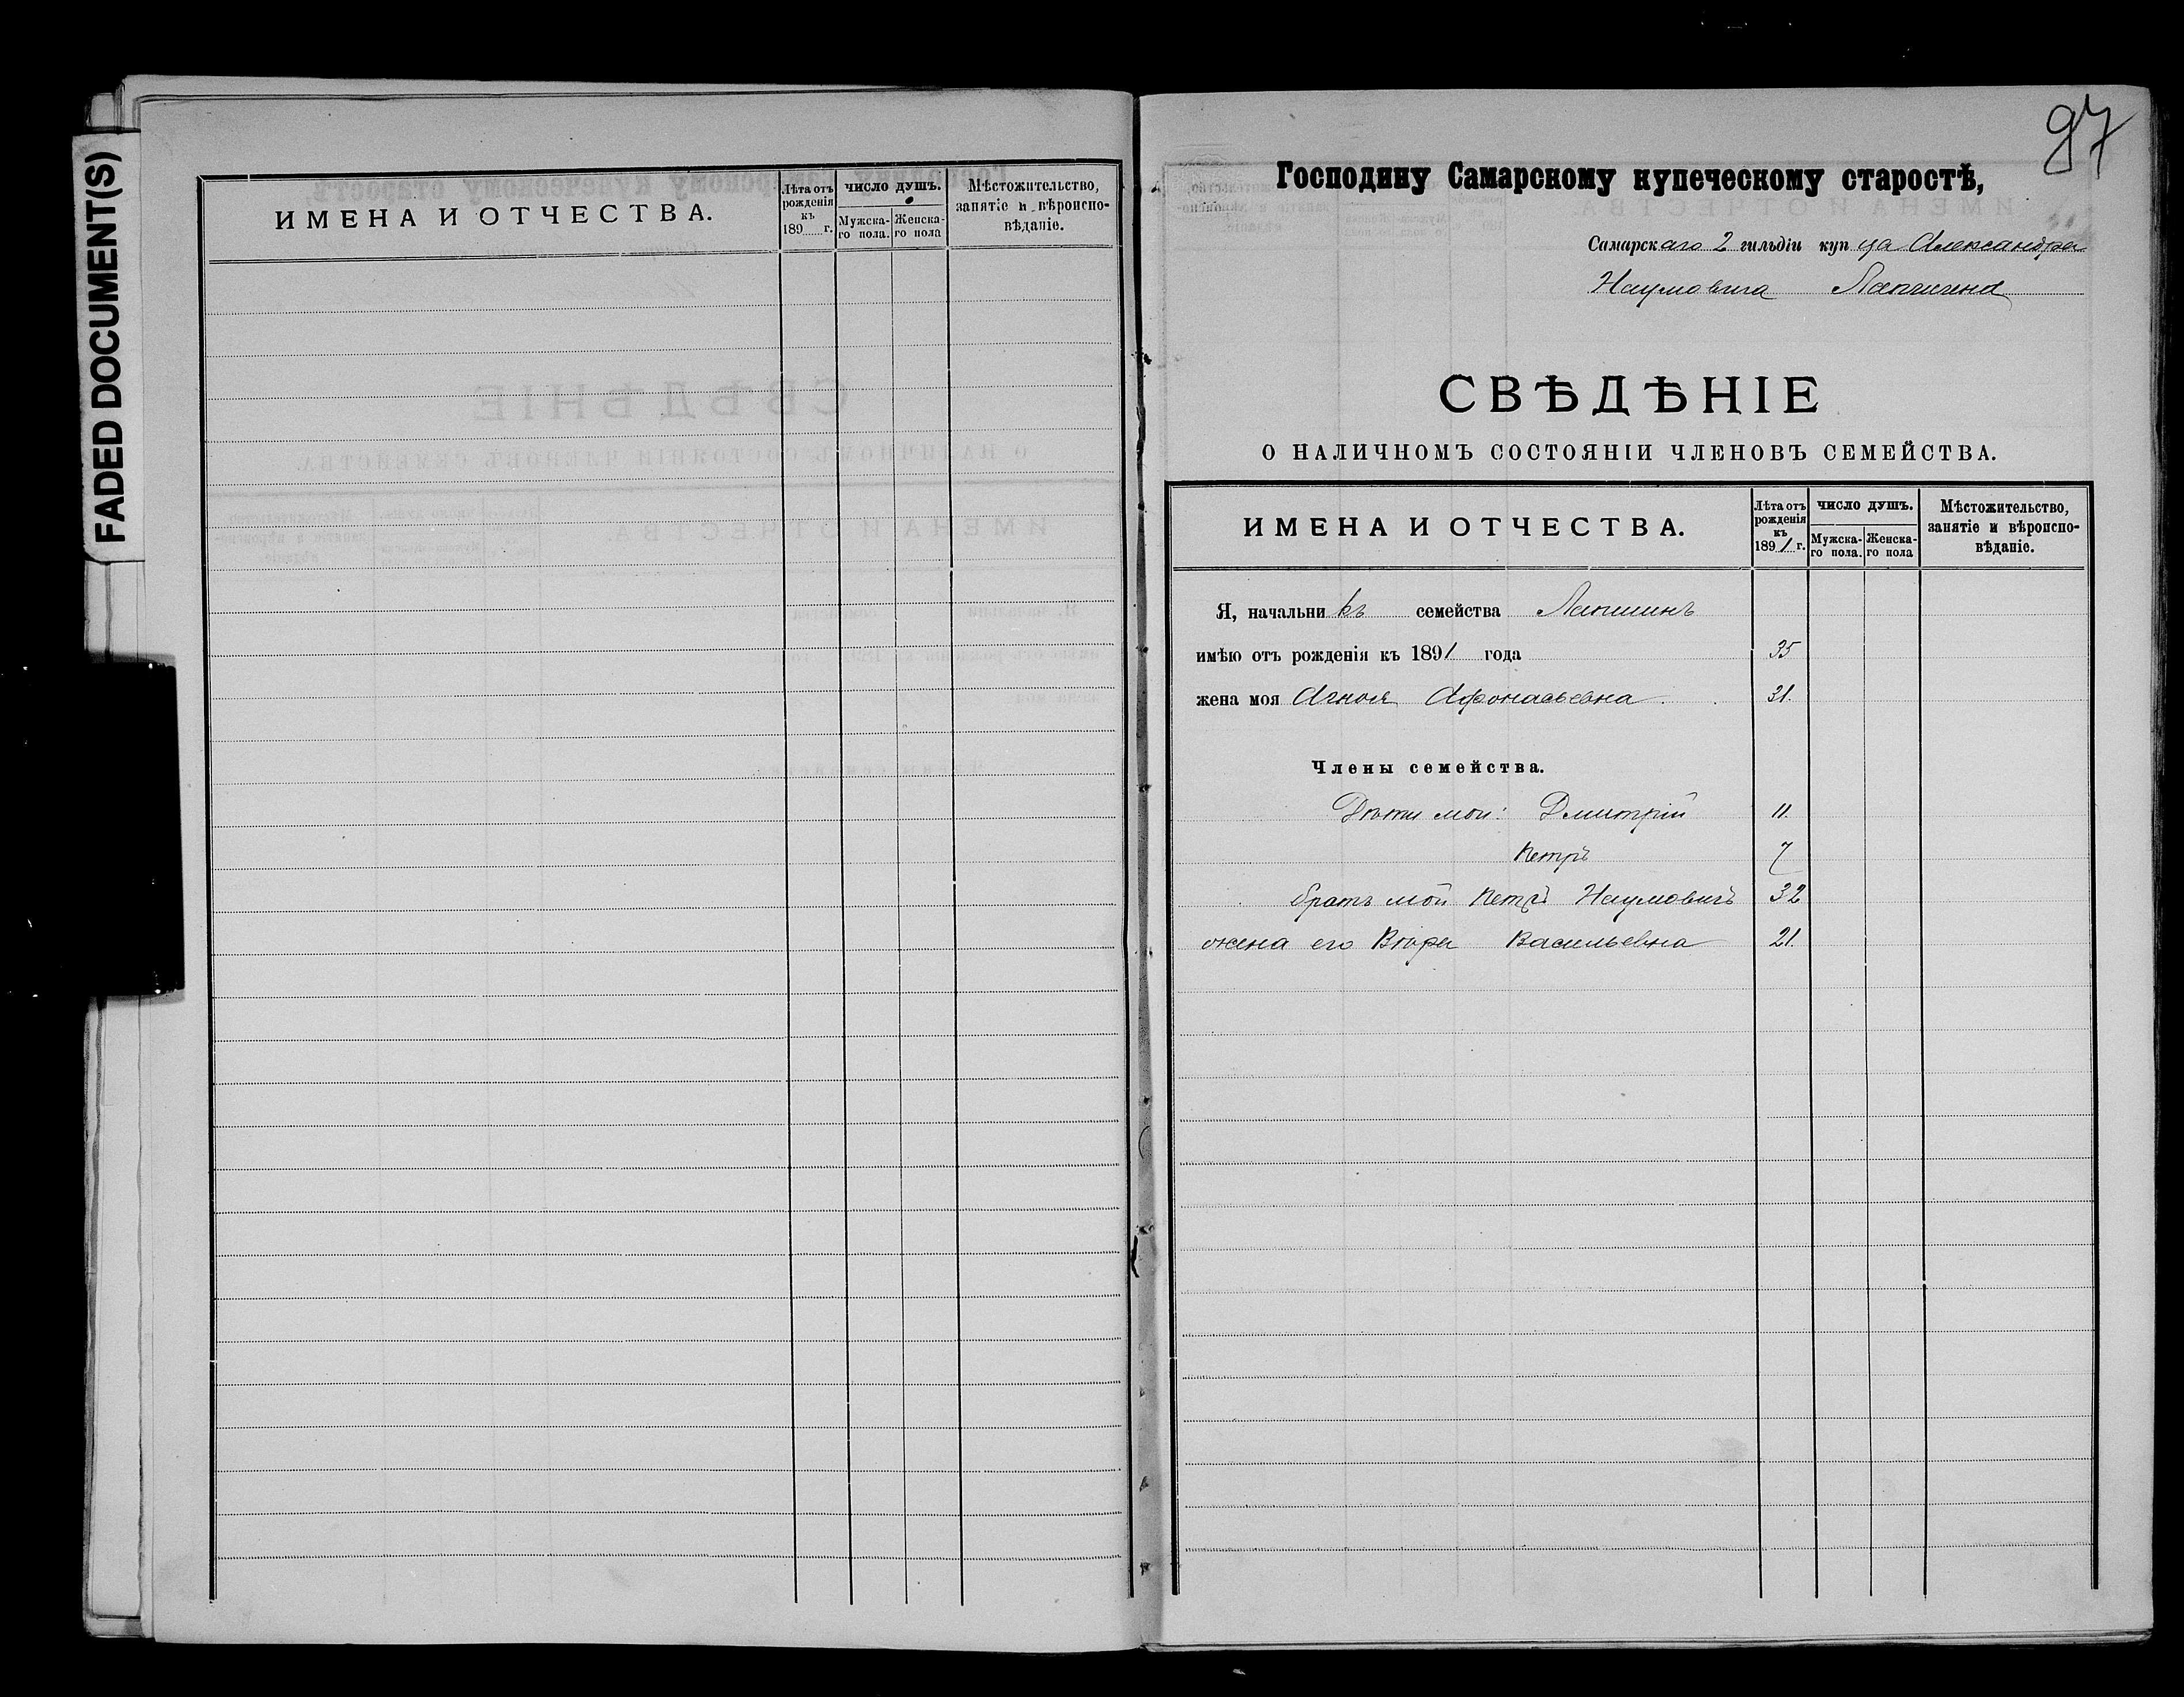 FADED DOCUMENT(S)
ИМЕНА И ОТЧЕСТВА.
Лѣта отъ рожденія къ 189 г.
ЧИСЛО ДУШЪ.
Мужска-го пола.
Женска-го пола
Мѣстожительство, занятіе и вѣроиспо-вѣданіе.
97
Господину Самарскому купеческому старостѣ,
Самарскаго 2 гильдіи купца Александра
Наумовича Лапшина
СВѢДѢНІЕ
О НАЛИЧНОМЪ СОСТОЯНІИ ЧЛЕНОВЪ СЕМЕЙСТВА.
ИМЕНА И ОТЧЕСТВА.
Лѣта отъ рожденія къ 1891 г.
ЧИСЛО ДУШЪ.
Мужска-го пола.
Женска-го пола
Мѣстожительство, занятіе и вѣроиспо-вѣданіе.
Я, начальникъ семейства Лапшинъ
имѣю отъ рожденія къ 1891 года 35
жена моя Афонасьевна 31.
Члены семейства.
Дѣти мои: Дмитрій 11.
Петръ 7
братъ мой Петръ Наумовичъ 32
жена его Вѣра Васильевна 21.